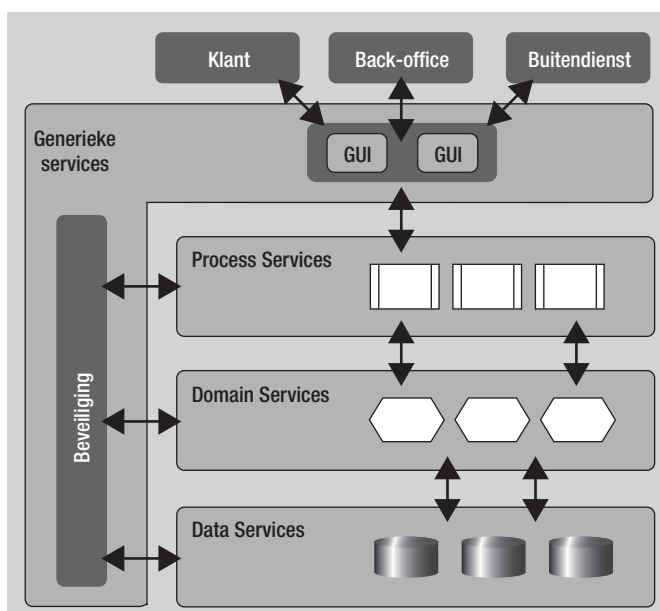 Klant
Back-office
Buitendienst
Generieke
services
GUI
GUI
Process Services
Beveiliging
Domain Services
Data Services